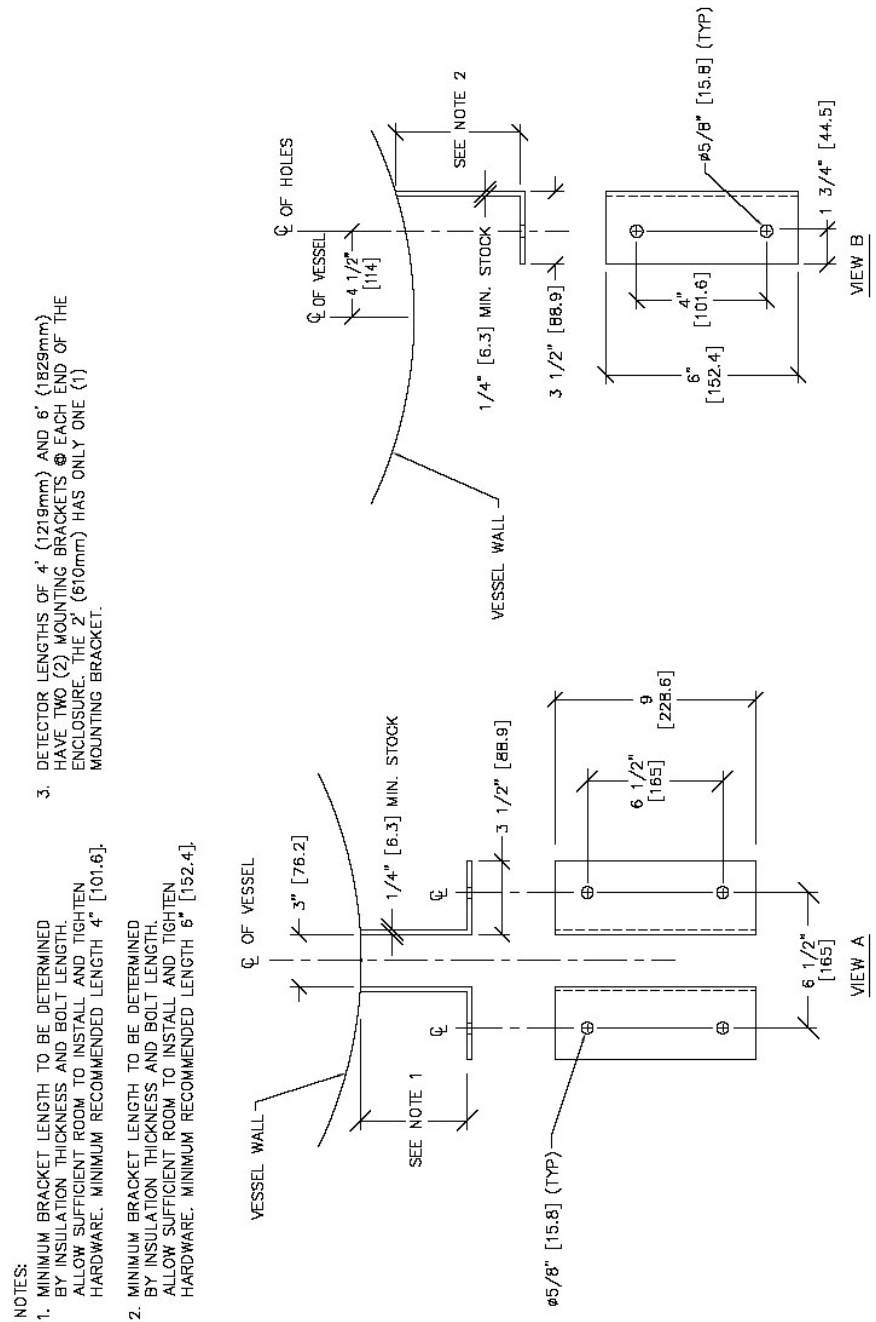 NOTES:
1. MINIMUM BRACKET LENGTH TO BE DETERMINED
BY INSULATION THICKNESS AND BOLT LENGTH.
ALLOW SUFFICIENT ROOM TO INSTALL AND TIGHTEN
HARDWARE. MINIMUM RECOMMENDED LENGTH 4" [101.6].
2. MINIMUM BRACKET LENGTH TO BE DETERMINED
BY INSULATION THICKNESS AND BOLT LENGTH.
ALLOW SUFFICIENT ROOM TO INSTALL AND TIGHTEN
HARDWARE. MINIMUM RECOMMENDED LENGTH 6" [152.4].
3. DETECTOR LENGTHS OF 4' (1219mm) AND 6' (1829mm)
HAVE TWO (2) MOUNTING BRACKETS @ EACH END OF THE
ENCLOSURE. THE 2' (610mm) HAS ONLY ONE (1)
MOUNTING BRACKET.
℄ OF VESSEL
3" [76.2]
VESSEL WALL
1/4" [6.3] MIN. STOCK
SEE NOTE 1
℄
℄
3 1/2" [88.9]
ø5/8" [15.8] (TYP)
9
[228.6]
6 1/2"
[165]
6 1/2"
[165]
VIEW A
℄ OF HOLES
℄ OF VESSEL
4 1/2"
[114]
VESSEL WALL
SEE NOTE 2
1/4" [6.3] MIN. STOCK
3 1/2" [88.9]
ø5/8" [15.8] (TYP)
4"
[101.6]
6"
[152.4]
1 3/4" [44.5]
VIEW B